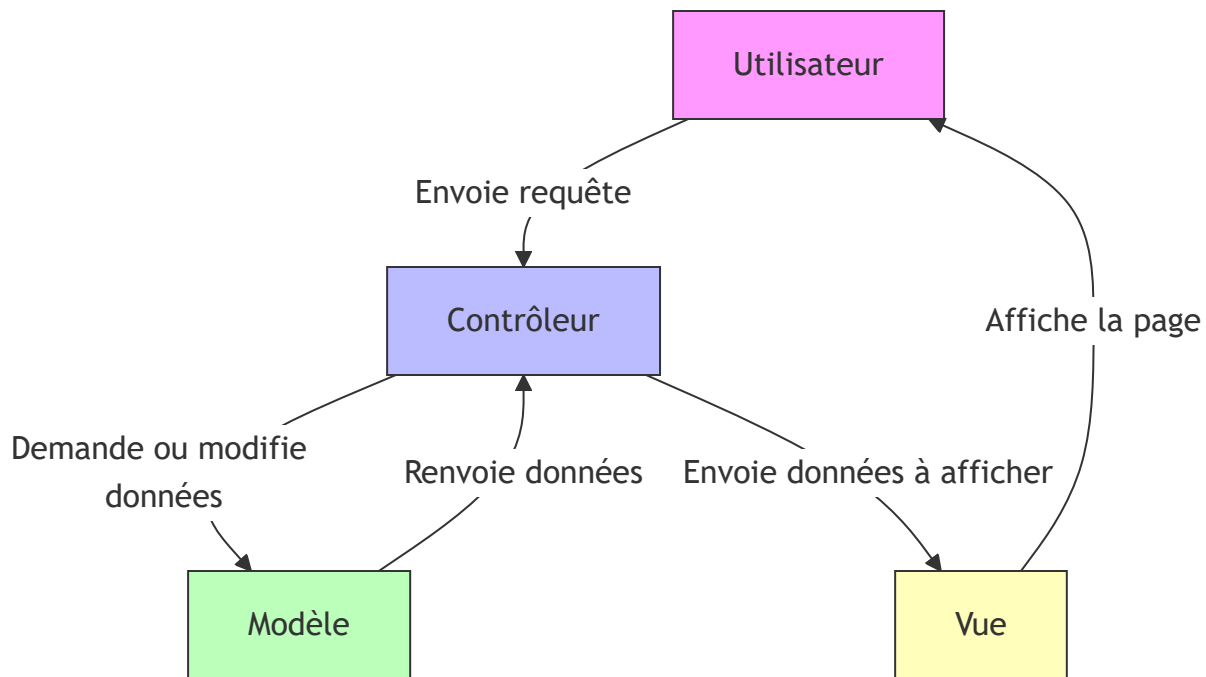 Utilisateur
Envoie requête
Contrôleur
Affiche la page
Demande ou modifie
données
Renvoie données
Envoie données à afficher
Modèle
Vue